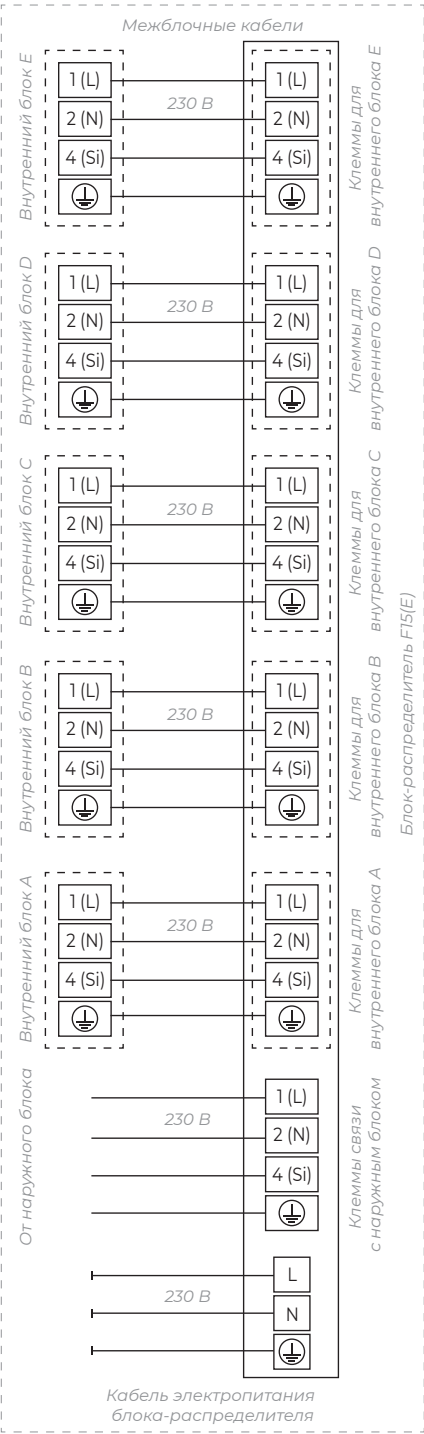 Межблочные кабели
Внутренний блок E
1 (L)
2 (N)
4 (Si)
230 В
1 (L)
2 (N)
4 (Si)
Клеммы для
внутреннего блока E
Внутренний блок D
1 (L)
2 (N)
4 (Si)
230 В
1 (L)
2 (N)
4 (Si)
Клеммы для
внутреннего блока D
Внутренний блок C
1 (L)
2 (N)
4 (Si)
230 В
1 (L)
2 (N)
4 (Si)
Клеммы для
внутреннего блока C
Внутренний блок B
1 (L)
2 (N)
4 (Si)
230 В
1 (L)
2 (N)
4 (Si)
Клеммы для
внутреннего блока B
Блок-распределитель F15(E)
Внутренний блок A
1 (L)
2 (N)
4 (Si)
230 В
1 (L)
2 (N)
4 (Si)
Клеммы для
внутреннего блока A
От наружного блока
230 В
1 (L)
2 (N)
4 (Si)
Клеммы связи
с наружным блоком
230 В
L
N
Кабель электропитания
блока-распределителя